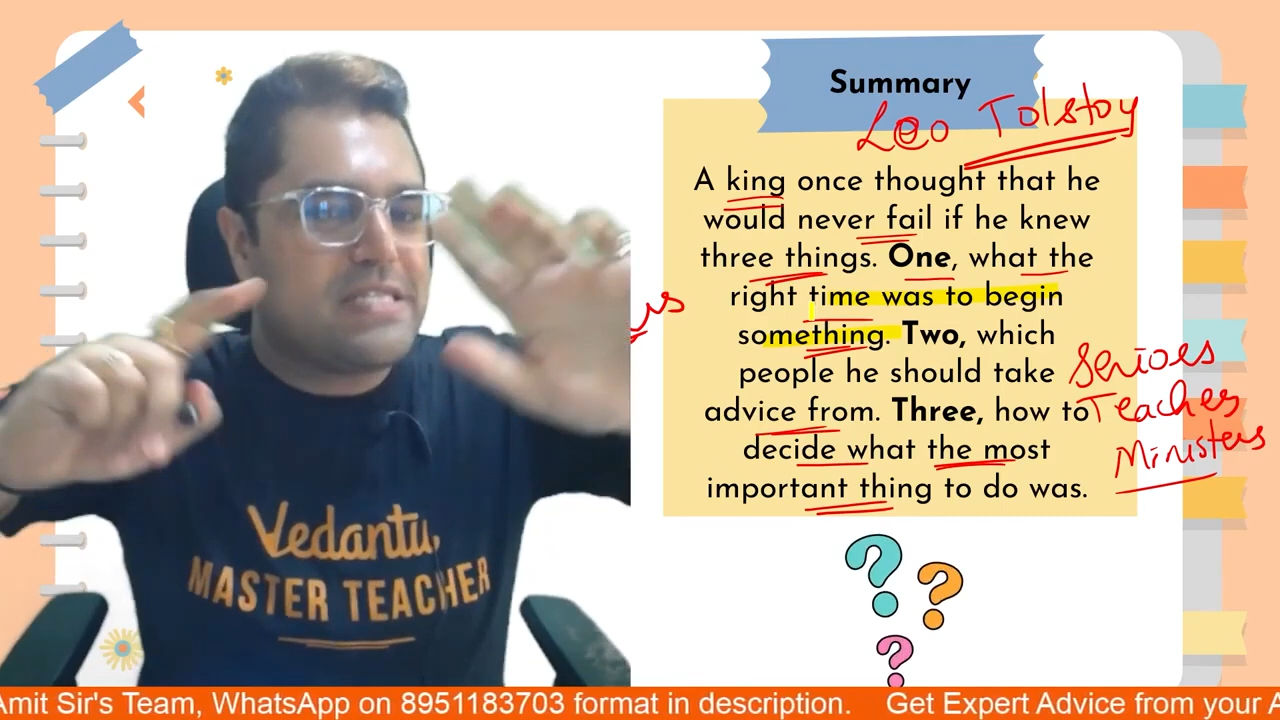 Summary
Leo Tolstoy
A king once thought that he
would never fail if he knew
three things. One, what the
right time was to begin
something. Two, which
people he should take
advice from. Three, how to
decide what the most
important thing to do was.
Serioes
Teaches
Ministers
Vedantu
MASTER TEACHER
Amit Sir's Team, WhatsApp on 8951183703 format in description. Get Expert Advice from your A